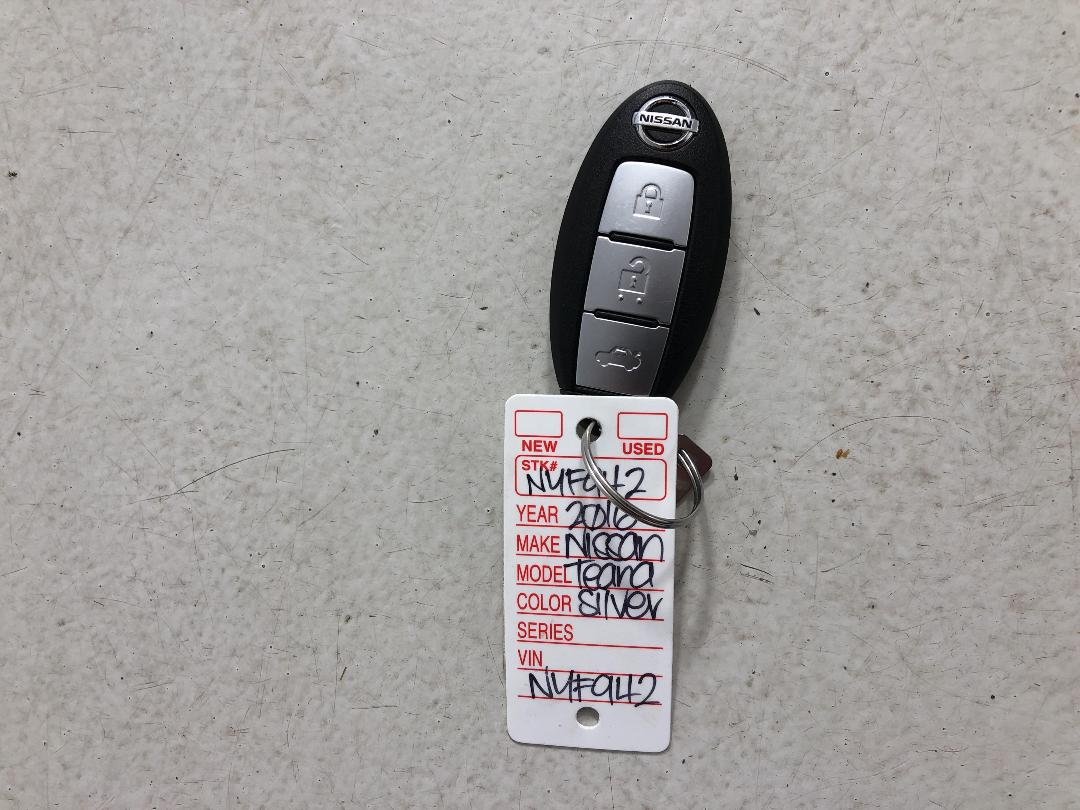 NISSAN
NEW USED
STK# NYF942
YEAR 2016
MAKE Nissan
MODEL Teana
COLOR Silver
SERIES
VIN
NYF942